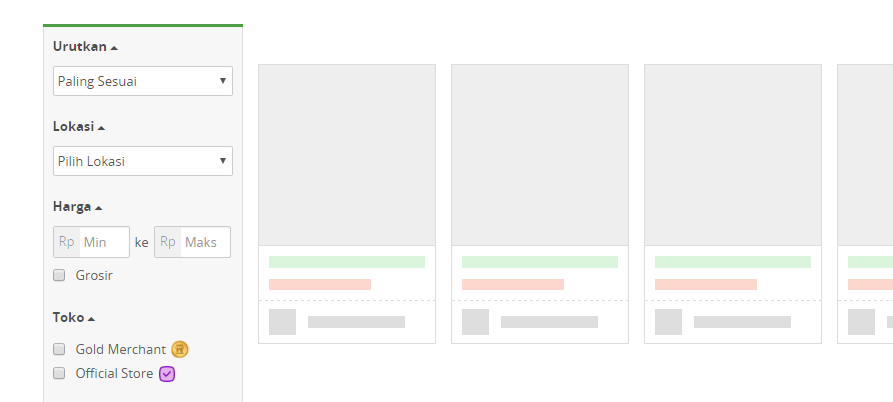 Urutkan
Paling Sesuai
Lokasi
Pilih Lokasi
Harga
Rp Min ke Rp Maks
Grosir
Toko
Gold Merchant
Official Store